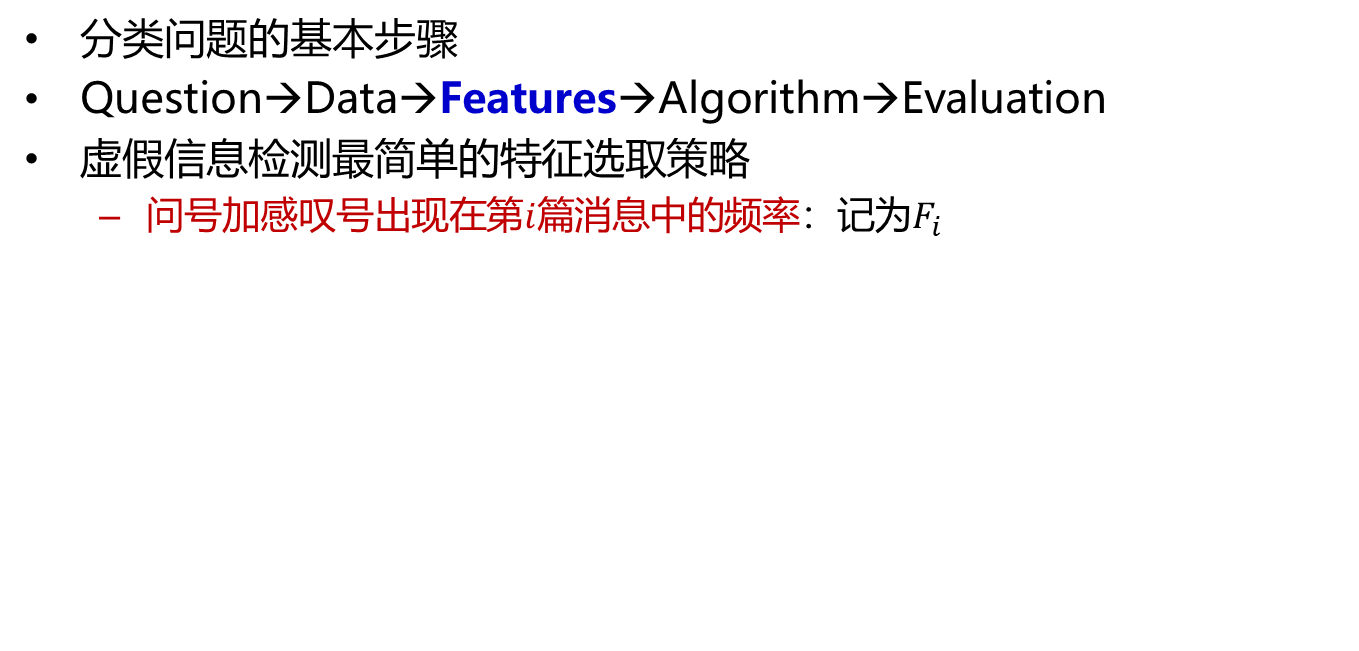 • 分类问题的基本步骤
• Question→Data→Features→Algorithm→Evaluation
• 虚假信息检测最简单的特征选取策略
– 问号加感叹号出现在第i篇消息中的频率：记为Fᵢ